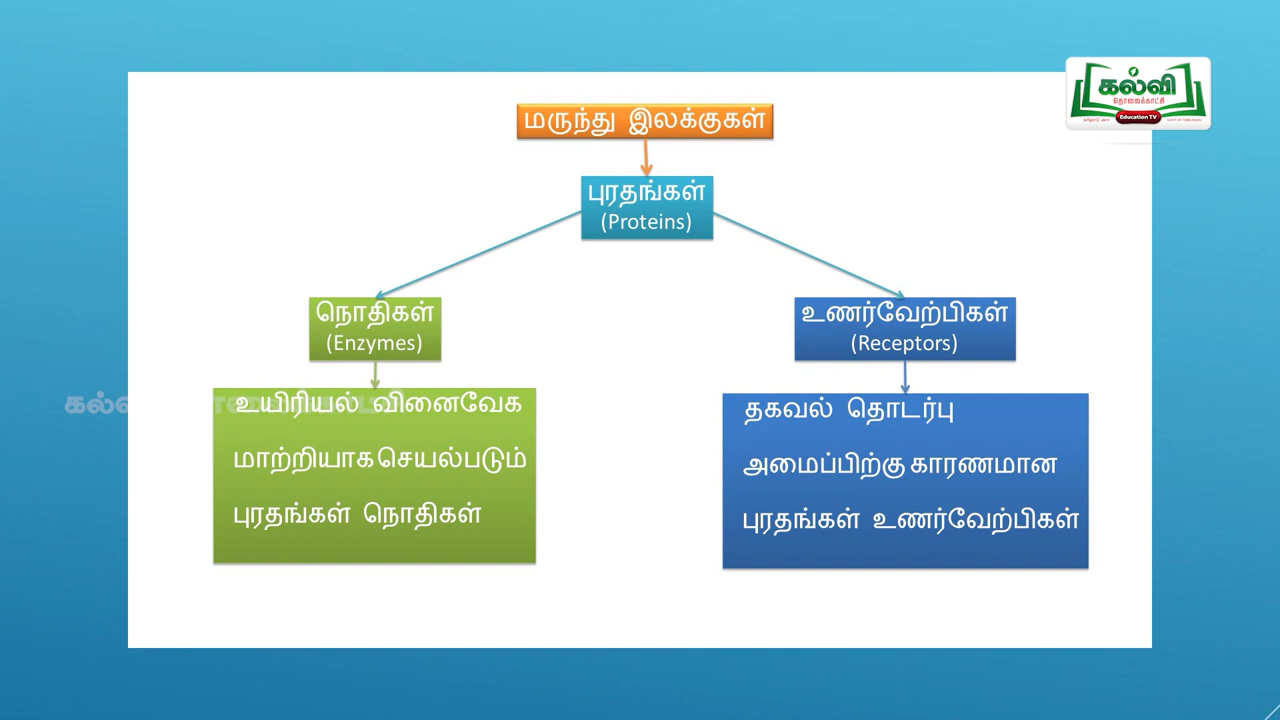 கல்வி
தொலைக்காட்சி
Education TV
மருந்து இலக்குகள்
புரதங்கள்
(Proteins)
நொதிகள்
(Enzymes)
உணர்வேற்பிகள்
(Receptors)
உயிரியல் வினைவேக
மாற்றியாக செயல்படும்
புரதங்கள் நொதிகள்
தகவல் தொடர்பு
அமைப்பிற்கு காரணமான
புரதங்கள் உணர்வேற்பிகள்